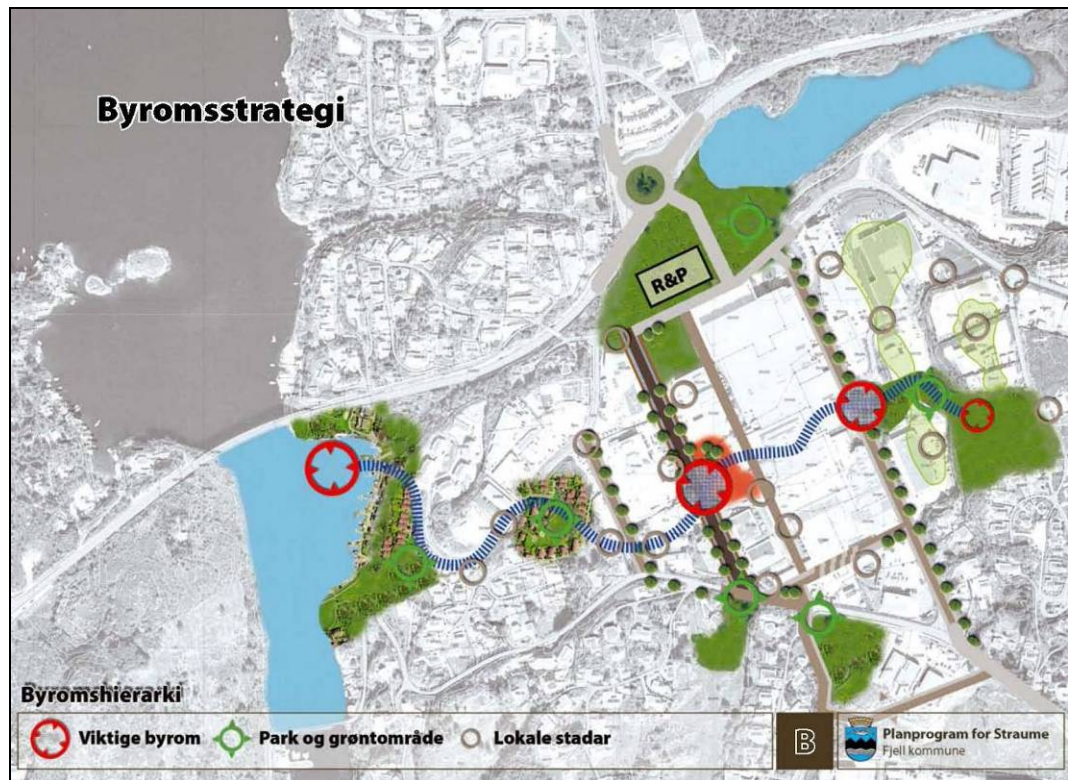 Byromsstrategi
R&P
Byromshierarki
Viktige byrom
Park og grøntområde
Lokale stadar
B
Planprogram for Straume
Fjell kommune